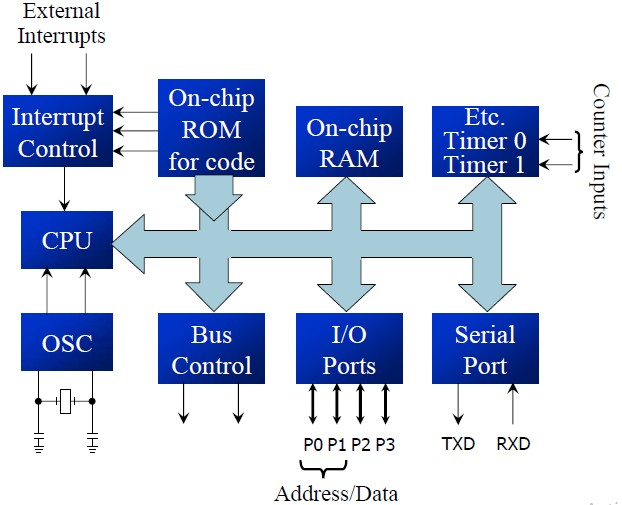 External
Interrupts
Interrupt
Control
On-chip
ROM
for code
On-chip
RAM
Etc.
Timer 0
Timer 1
Counter Inputs
CPU
OSC
Bus
Control
I/O
Ports
Serial
Port
P0 P1 P2 P3
TXD RXD
Address/Data